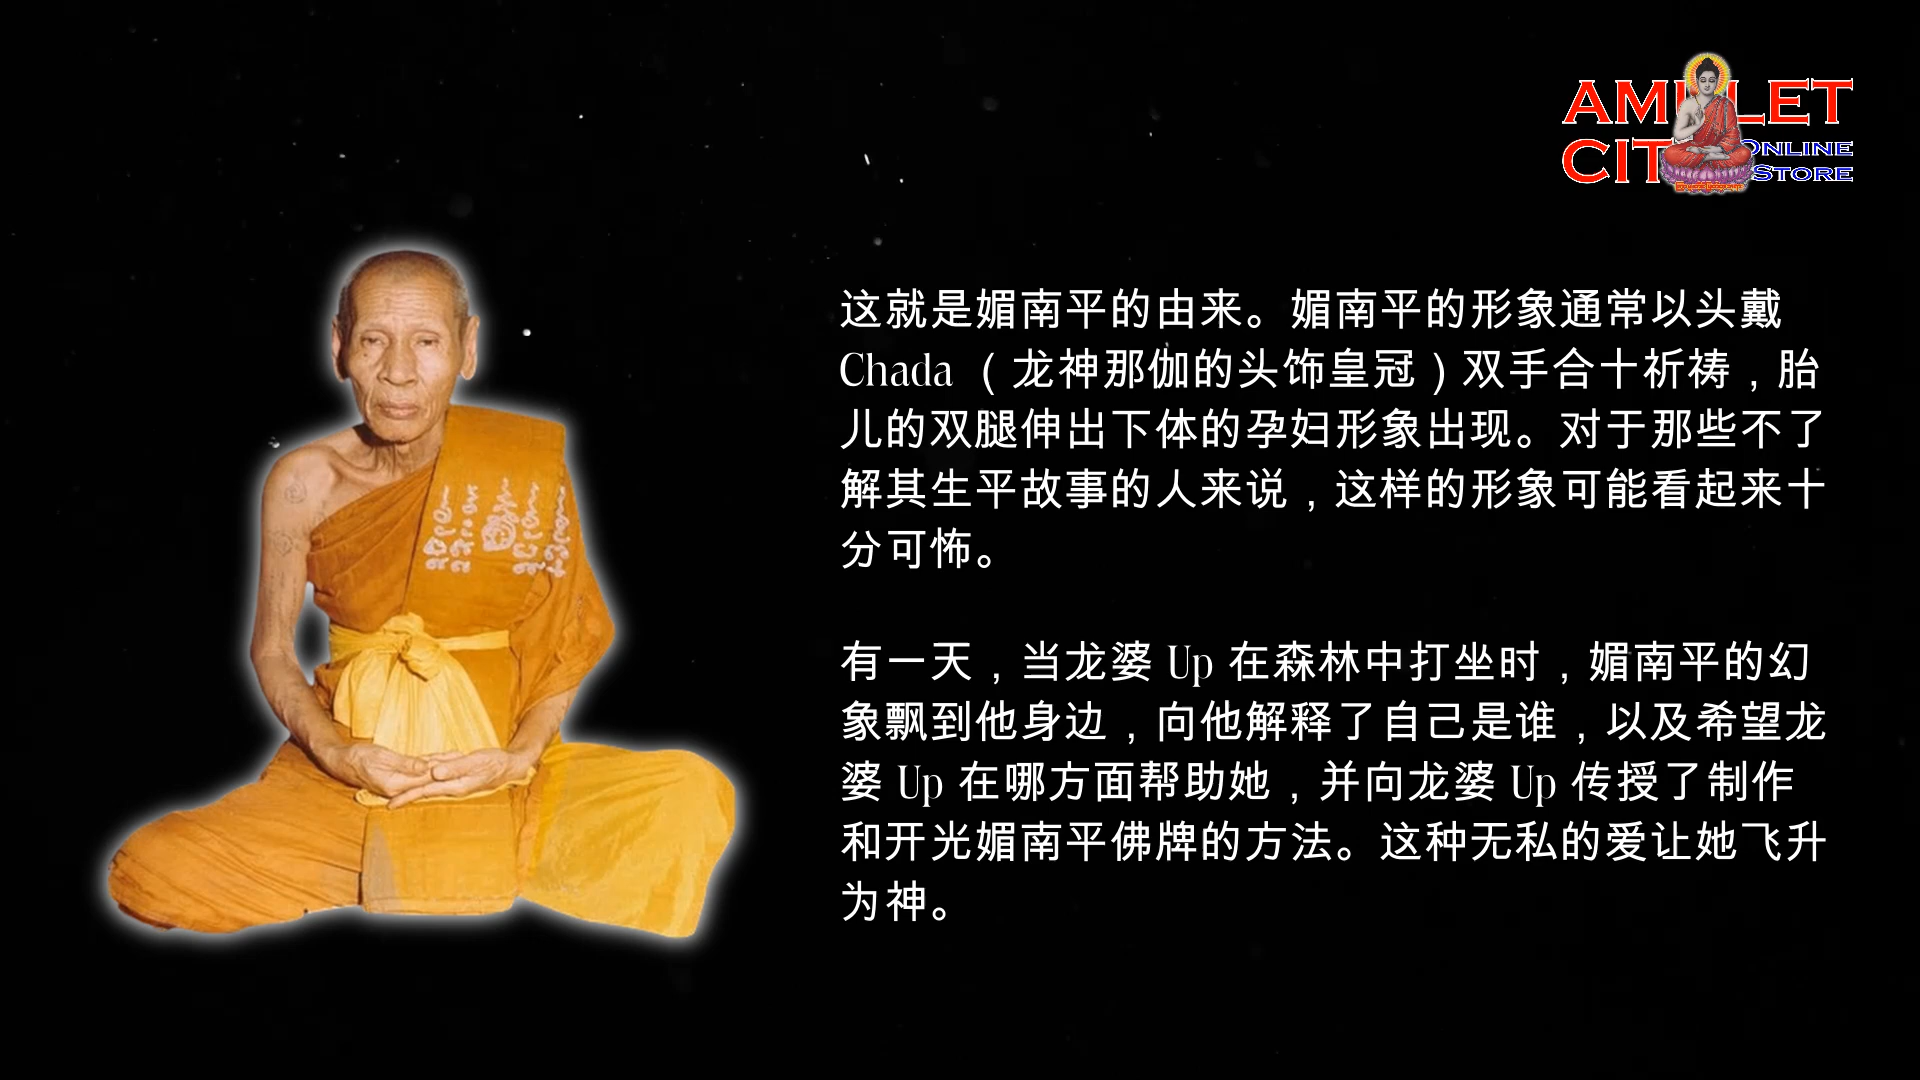 AMULET
CITY ONLINE
STORE
这就是媚南平的由来。媚南平的形象通常以头戴
Chada （龙神那伽的头饰皇冠）双手合十祈祷，胎
儿的双腿伸出下体的孕妇形象出现。对于那些不了
解其生平故事的人来说，这样的形象可能看起来十
分可怖。
有一天，当龙婆 Up 在森林中打坐时，媚南平的幻
象飘到他身边，向他解释了自己是谁，以及希望龙
婆 Up 在哪方面帮助她，并向龙婆 Up 传授了制作
和开光媚南平佛牌的方法。这种无私的爱让她飞升
为神。